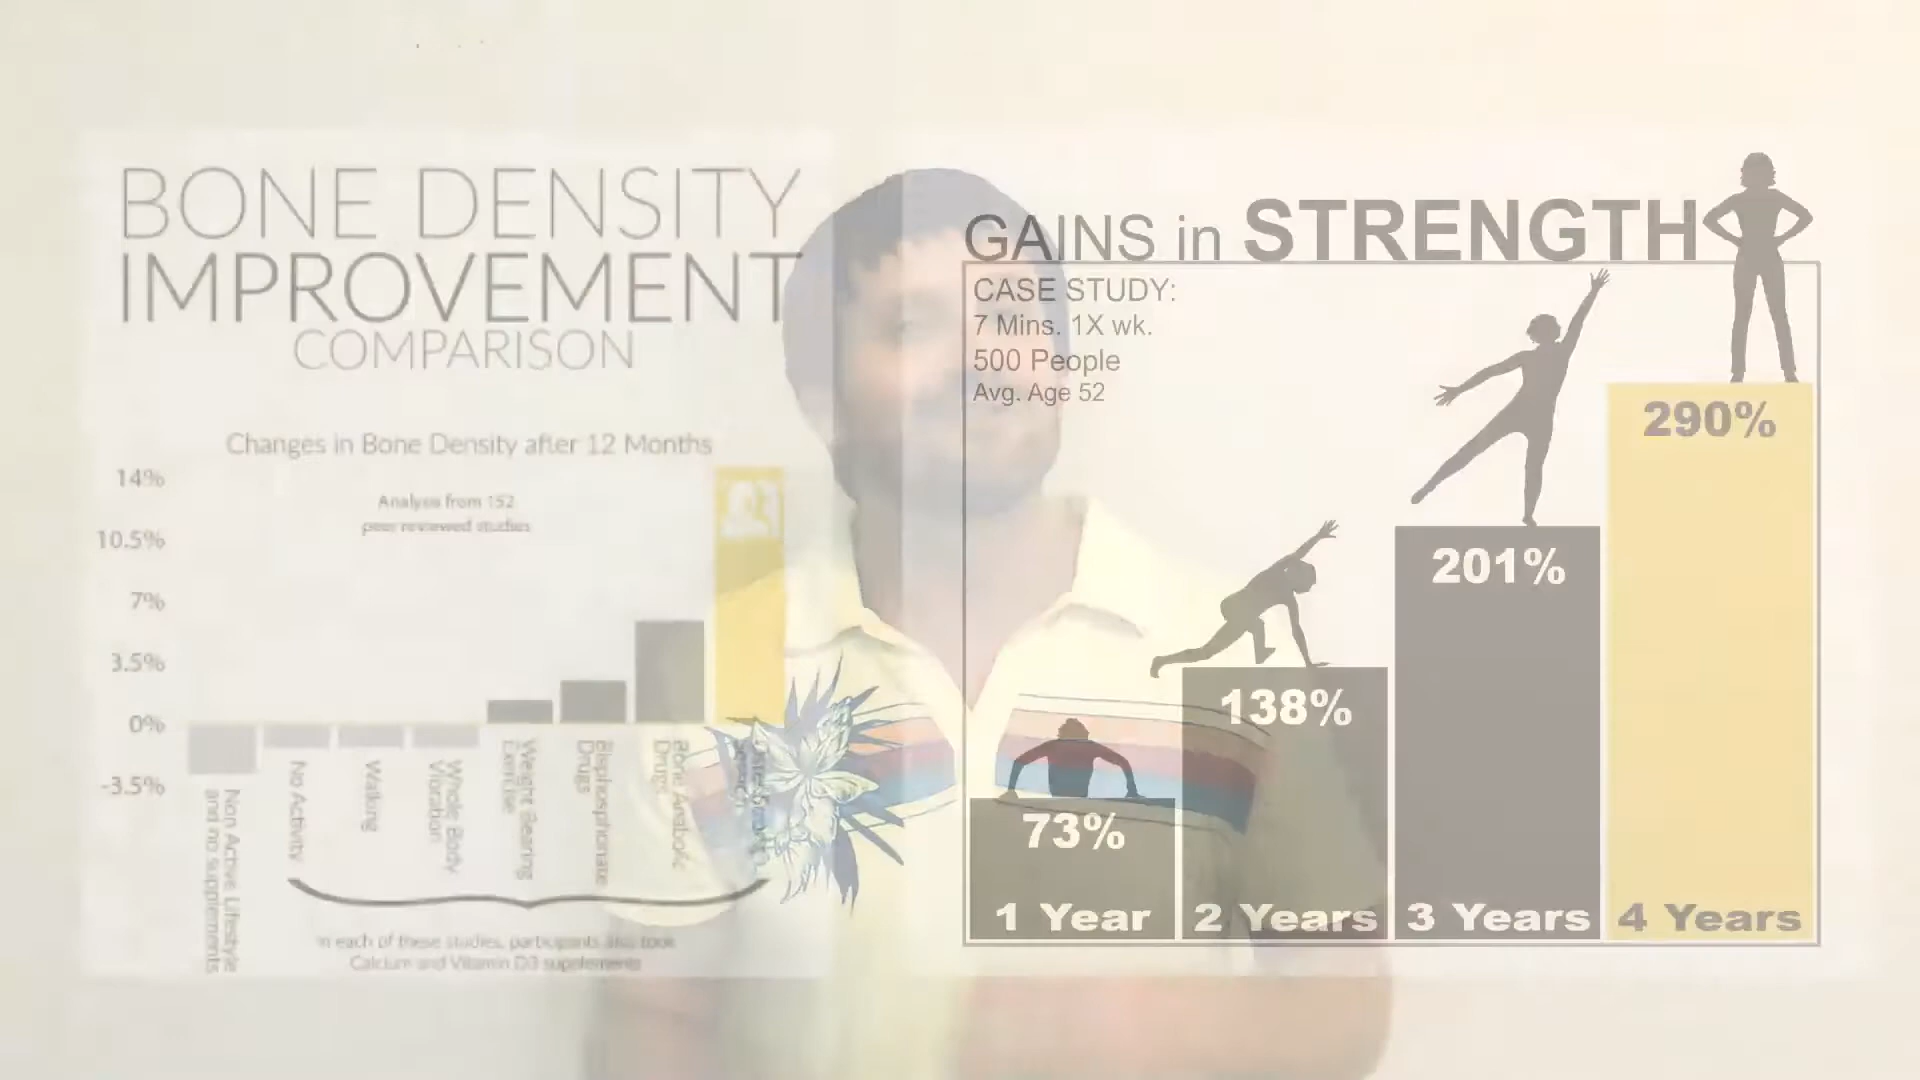 BONE DENSITY
IMPROVEMENT
COMPARISON
Changes in Bone Density after 12 Months
Analysis from 152
peer reviewed studies
14%
10.5%
7%
3.5%
0%
-3.5%
Non Active Lifestyle
and no supplements
No Activity
Walking
Whole Body
Vibration
Weight Bearing
Exercise
Bisphosphonate
Drugs
Bone Anabolic
Drugs
In each of these studies, participants also took
Calcium and Vitamin D3 supplements
GAINS in STRENGTH
CASE STUDY:
7 Mins. 1X wk.
500 People
Avg. Age 52
73%
1 Year
138%
2 Years
201%
3 Years
290%
4 Years